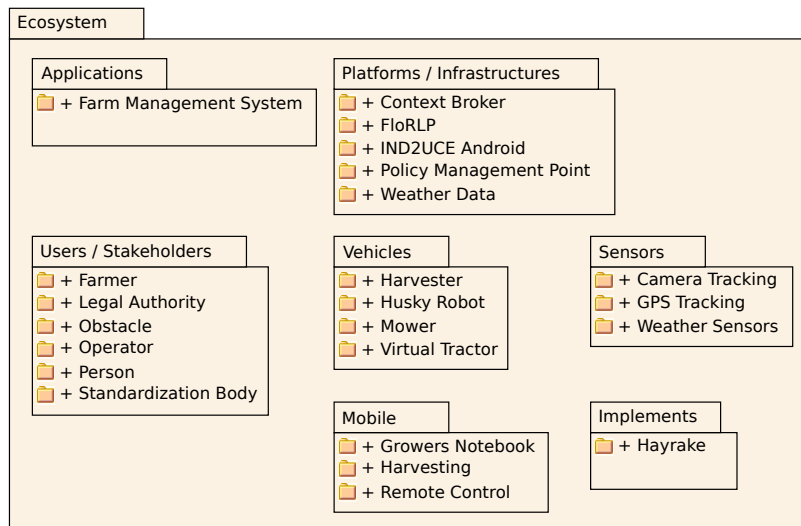 Ecosystem
Applications
+ Farm Management System
Platforms / Infrastructures
+ Context Broker
+ FloRLP
+ IND2UCE Android
+ Policy Management Point
+ Weather Data
Users / Stakeholders
+ Farmer
+ Legal Authority
+ Obstacle
+ Operator
+ Person
+ Standardization Body
Vehicles
+ Harvester
+ Husky Robot
+ Mower
+ Virtual Tractor
Sensors
+ Camera Tracking
+ GPS Tracking
+ Weather Sensors
Mobile
+ Growers Notebook
+ Harvesting
+ Remote Control
Implements
+ Hayrake